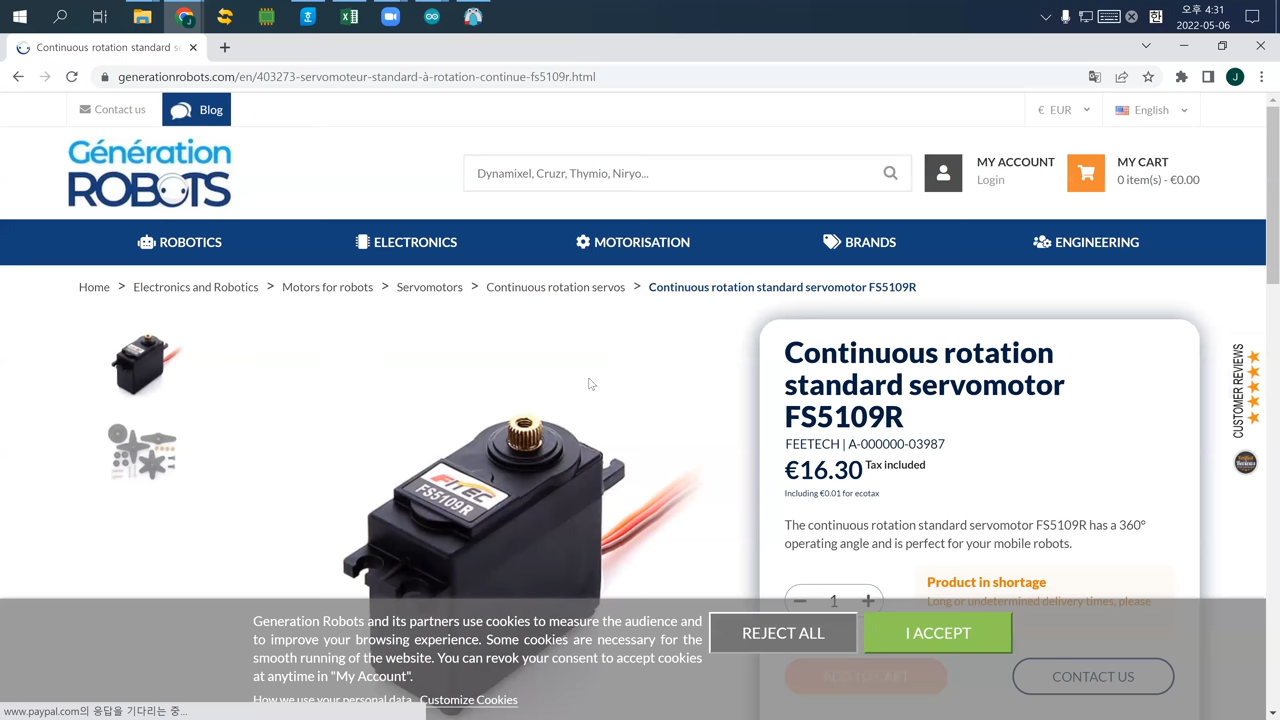 오후 4:31
한
2022-05-06
Continuous rotation standard s
generationrobots.com/en/403273-servomoteur-standard-à-rotation-continue-fs5109r.html
J
Contact us
Blog
€ EUR
English
Génération
ROBOTS
Dynamixel, Cruzr, Thymio, Niryo...
MY ACCOUNT
Login
MY CART
0 item(s) - €0.00
ROBOTICS
ELECTRONICS
MOTORISATION
BRANDS
ENGINEERING
Home > Electronics and Robotics > Motors for robots > Servomotors > Continuous rotation servos > Continuous rotation standard servomotor FS5109R
CUSTOMER REVIEWS
Continuous rotation
standard servomotor
FS5109R
FEETECH | A-000000-03987
€16.30 Tax included
Including €0.01 for ecotax
The continuous rotation standard servomotor FS5109R has a 360°
operating angle and is perfect for your mobile robots.
FITEC
FS5109R
Product in shortage
Long or undetermined delivery times, please
1
Generation Robots and its partners use cookies to measure the audience and
to improve your browsing experience. Some cookies are necessary for the
smooth running of the website. You can revok your consent to accept cookies
at anytime in "My Account".
How we use your personal data
Customize Cookies
REJECT ALL
I ACCEPT
ADD TO CART
CONTACT US
www.paypal.com의 응답을 기다리는 중...